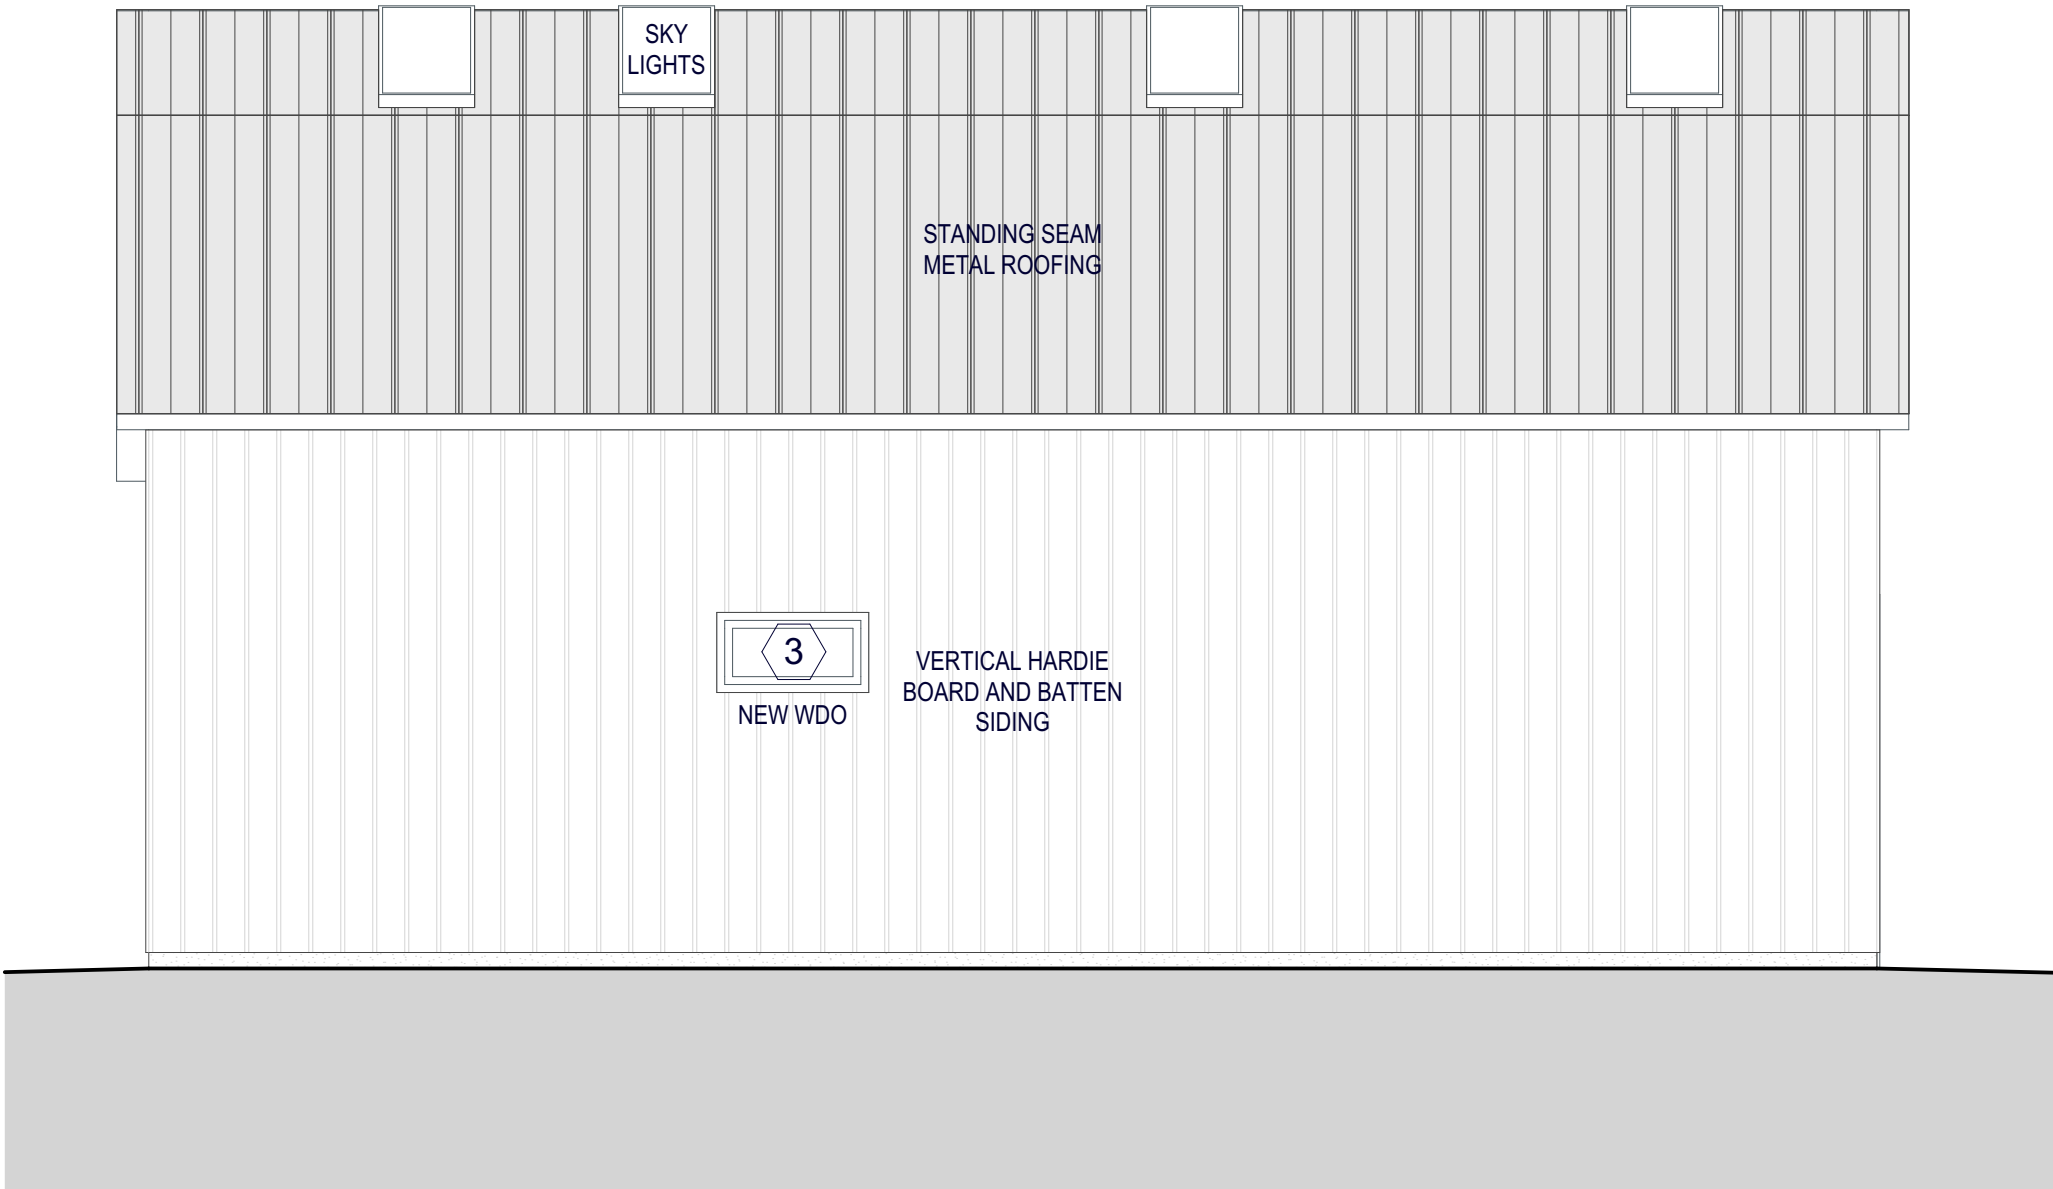 SKY
LIGHTS
STANDING SEAM
METAL ROOFING
3
NEW WDO
VERTICAL HARDIE
BOARD AND BATTEN
SIDING